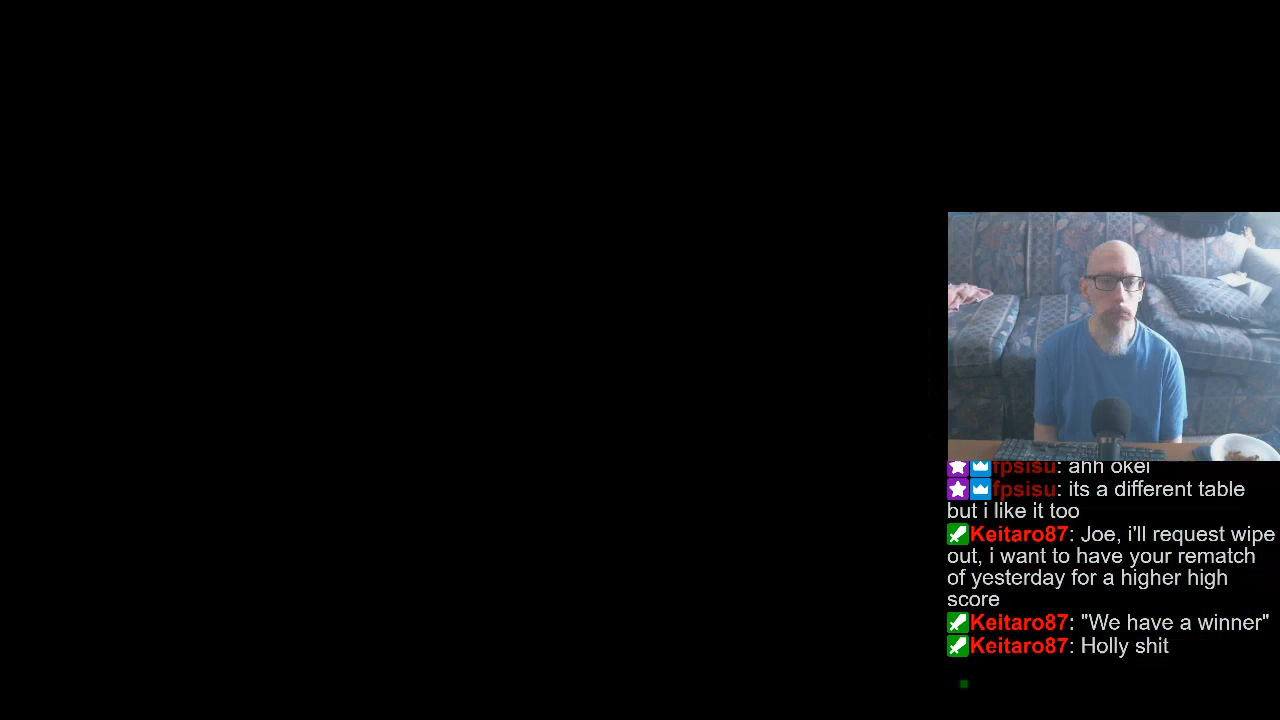 fpsisu: ahh okei
fpsisu: its a different table
but i like it too
Keitaro87: Joe, i'll request wipe
out, i want to have your rematch
of yesterday for a higher high
score
Keitaro87: "We have a winner"
Keitaro87: Holly shit